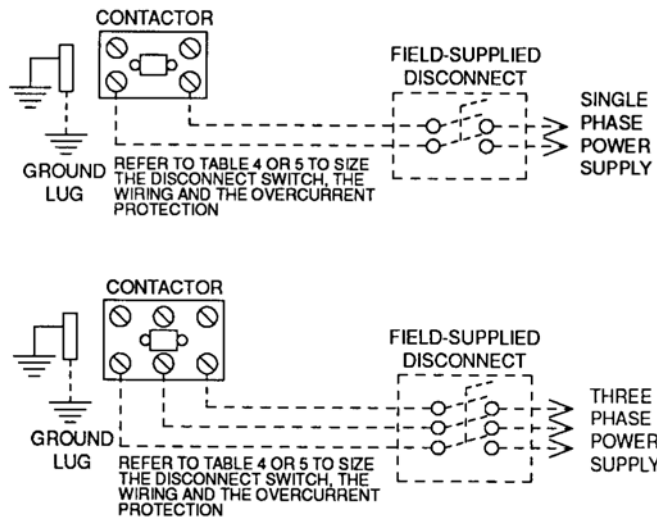 CONTACTOR
FIELD-SUPPLIED
DISCONNECT
SINGLE
PHASE
POWER
SUPPLY
GROUND
LUG
REFER TO TABLE 4 OR 5 TO SIZE
THE DISCONNECT SWITCH, THE
WIRING AND THE OVERCURRENT
PROTECTION
CONTACTOR
FIELD-SUPPLIED
DISCONNECT
THREE
PHASE
POWER
SUPPLY
GROUND
LUG
REFER TO TABLE 4 OR 5 TO SIZE
THE DISCONNECT SWITCH, THE
WIRING AND THE OVERCURRENT
PROTECTION